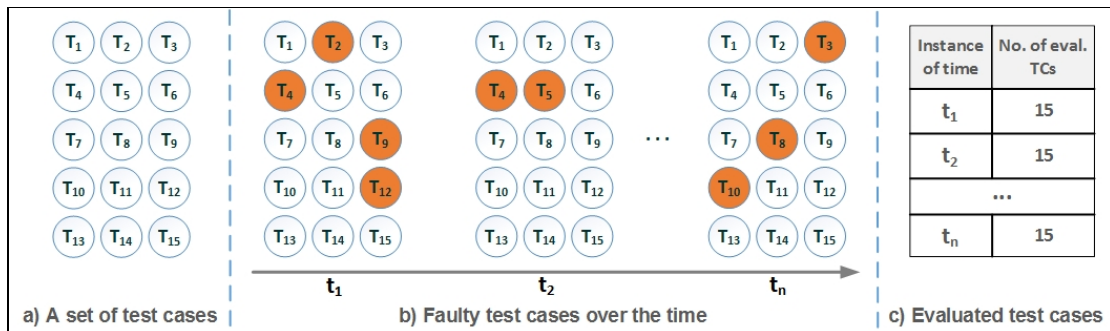 T1 T2 T3
T4 T5 T6
T7 T8 T9
T10 T11 T12
T13 T14 T15
a) A set of test cases
T1 T2 T3
T4 T5 T6
T7 T8 T9
T10 T11 T12
T13 T14 T15
t1
T1 T2 T3
T4 T5 T6
T7 T8 T9
T10 T11 T12
T13 T14 T15
t2
...
T1 T2 T3
T4 T5 T6
T7 T8 T9
T10 T11 T12
T13 T14 T15
tn
b) Faulty test cases over the time
Instance of time No. of eval. TCs
t1 15
t2 15
...
tn 15
c) Evaluated test cases